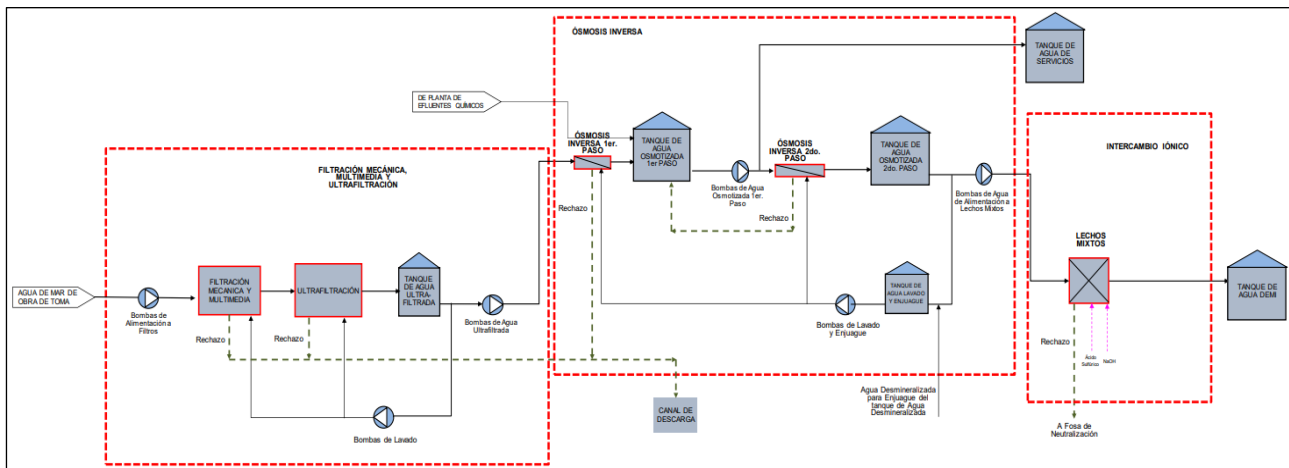 ÓSMOSIS INVERSA
TANQUE DE
AGUA DE
SERVICIOS
DE PLANTA DE
EFLUENTES QUÍMICOS
ÓSMOSIS
INVERSA 1er.
PASO
TANQUE DE
AGUA
OSMOTIZADA
1er PASO
ÓSMOSIS
INVERSA 2do.
PASO
TANQUE DE
AGUA
OSMOTIZADA
2do. PASO
INTERCAMBIO IÓNICO
FILTRACIÓN MECÁNICA,
MULTIMEDIA Y
ULTRAFILTRACIÓN
Bombas de Agua
Osmotizada 1er.
Paso
Bombas de Agua
de Alimentación a
Lechos Mixtos
Rechazo
Rechazo
LECHOS
MIXTOS
AGUA DE MAR DE
OBRA DE TOMA
Bombas de
Alimentación a
Filtros
FILTRACIÓN
MECANICA Y
MULTIMEDIA
ULTRAFILTRACIÓN
TANQUE
DE AGUA
ULTRA-
FILTRADA
Bombas de Agua
Ultrafiltrada
TANQUE DE
AGUA LAVADO
Y ENJUAGUE
Bombas de Lavado
y Enjuague
TANQUE DE
AGUA DEMI
Rechazo
Rechazo
Rechazo
Ácido
Sulfúrico
NaOH
Bombas de Lavado
CANAL DE
DESCARGA
Agua Desmineralizada
para Enjuague del
tanque de Agua
Desmineralizada
A Fosa de
Neutralización